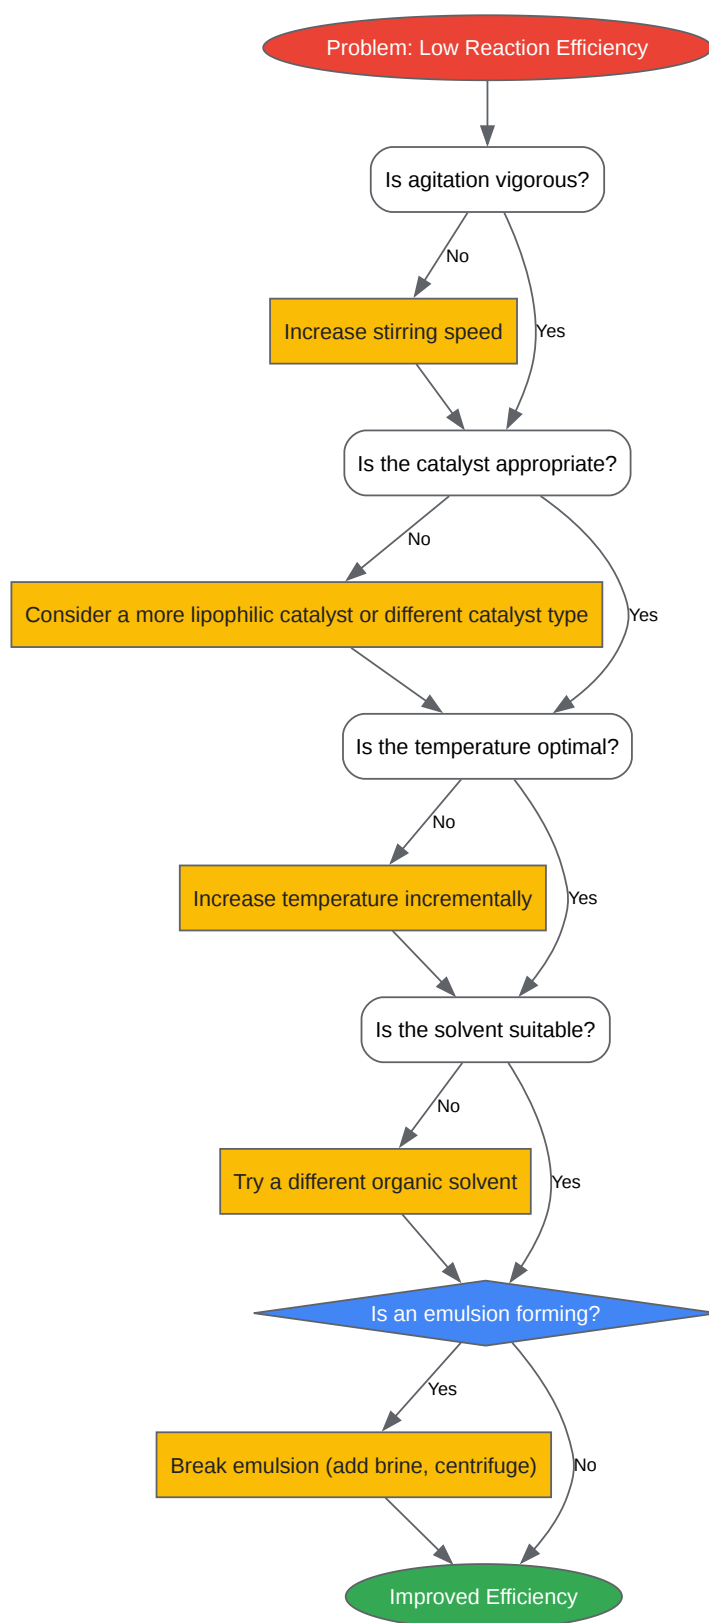 Problem: Low Reaction Efficiency
Is agitation vigorous?
No
Increase stirring speed
Yes
Is the catalyst appropriate?
No
Consider a more lipophilic catalyst or different catalyst type
Yes
Is the temperature optimal?
No
Increase temperature incrementally
Yes
Is the solvent suitable?
No
Try a different organic solvent
Yes
Is an emulsion forming?
Yes
Break emulsion (add brine, centrifuge)
No
Improved Efficiency